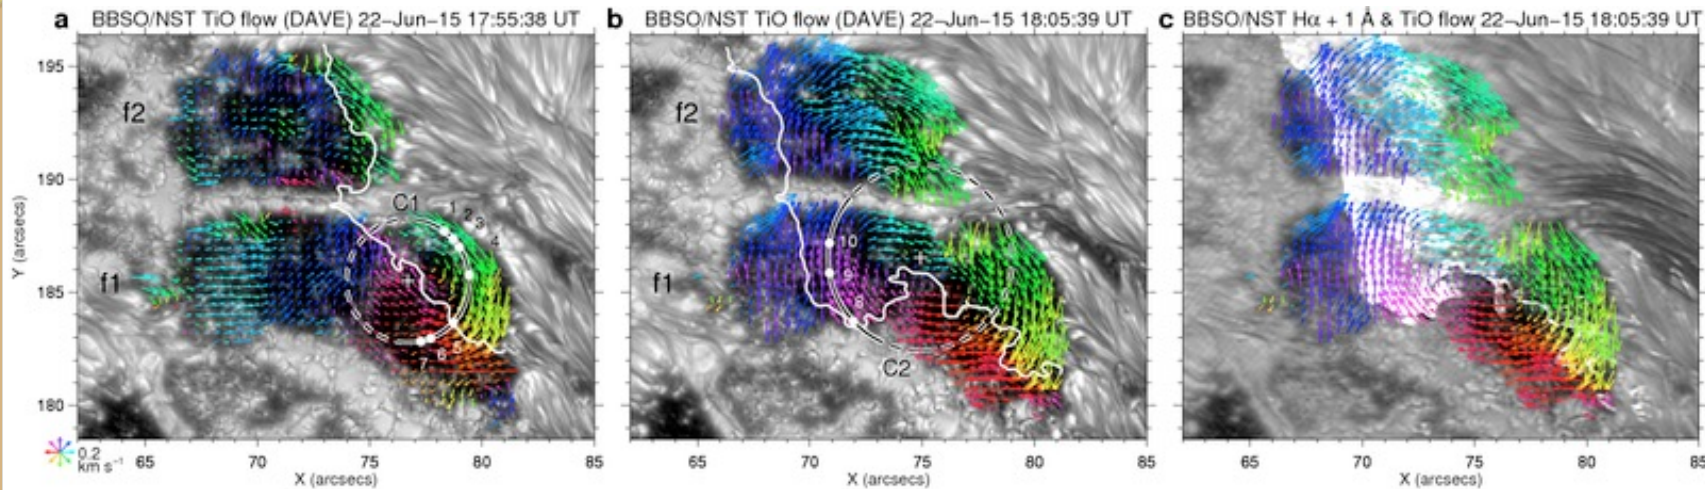 a BBSO/NST TiO flow (DAVE) 22-Jun-15 17:55:38 UT
195
190
185
180
Y (arcsecs)
f2
f1
C1
1
2
3
4
5
6
7
0.2
km s⁻¹
65 70 75 80 85
X (arcsecs)
b BBSO/NST TiO flow (DAVE) 22-Jun-15 18:05:39 UT
f2
f1
10
9
8
C2
65 70 75 80 85
X (arcsecs)
c BBSO/NST Hα + 1 Å & TiO flow 22-Jun-15 18:05:39 UT
65 70 75 80 85
X (arcsecs)